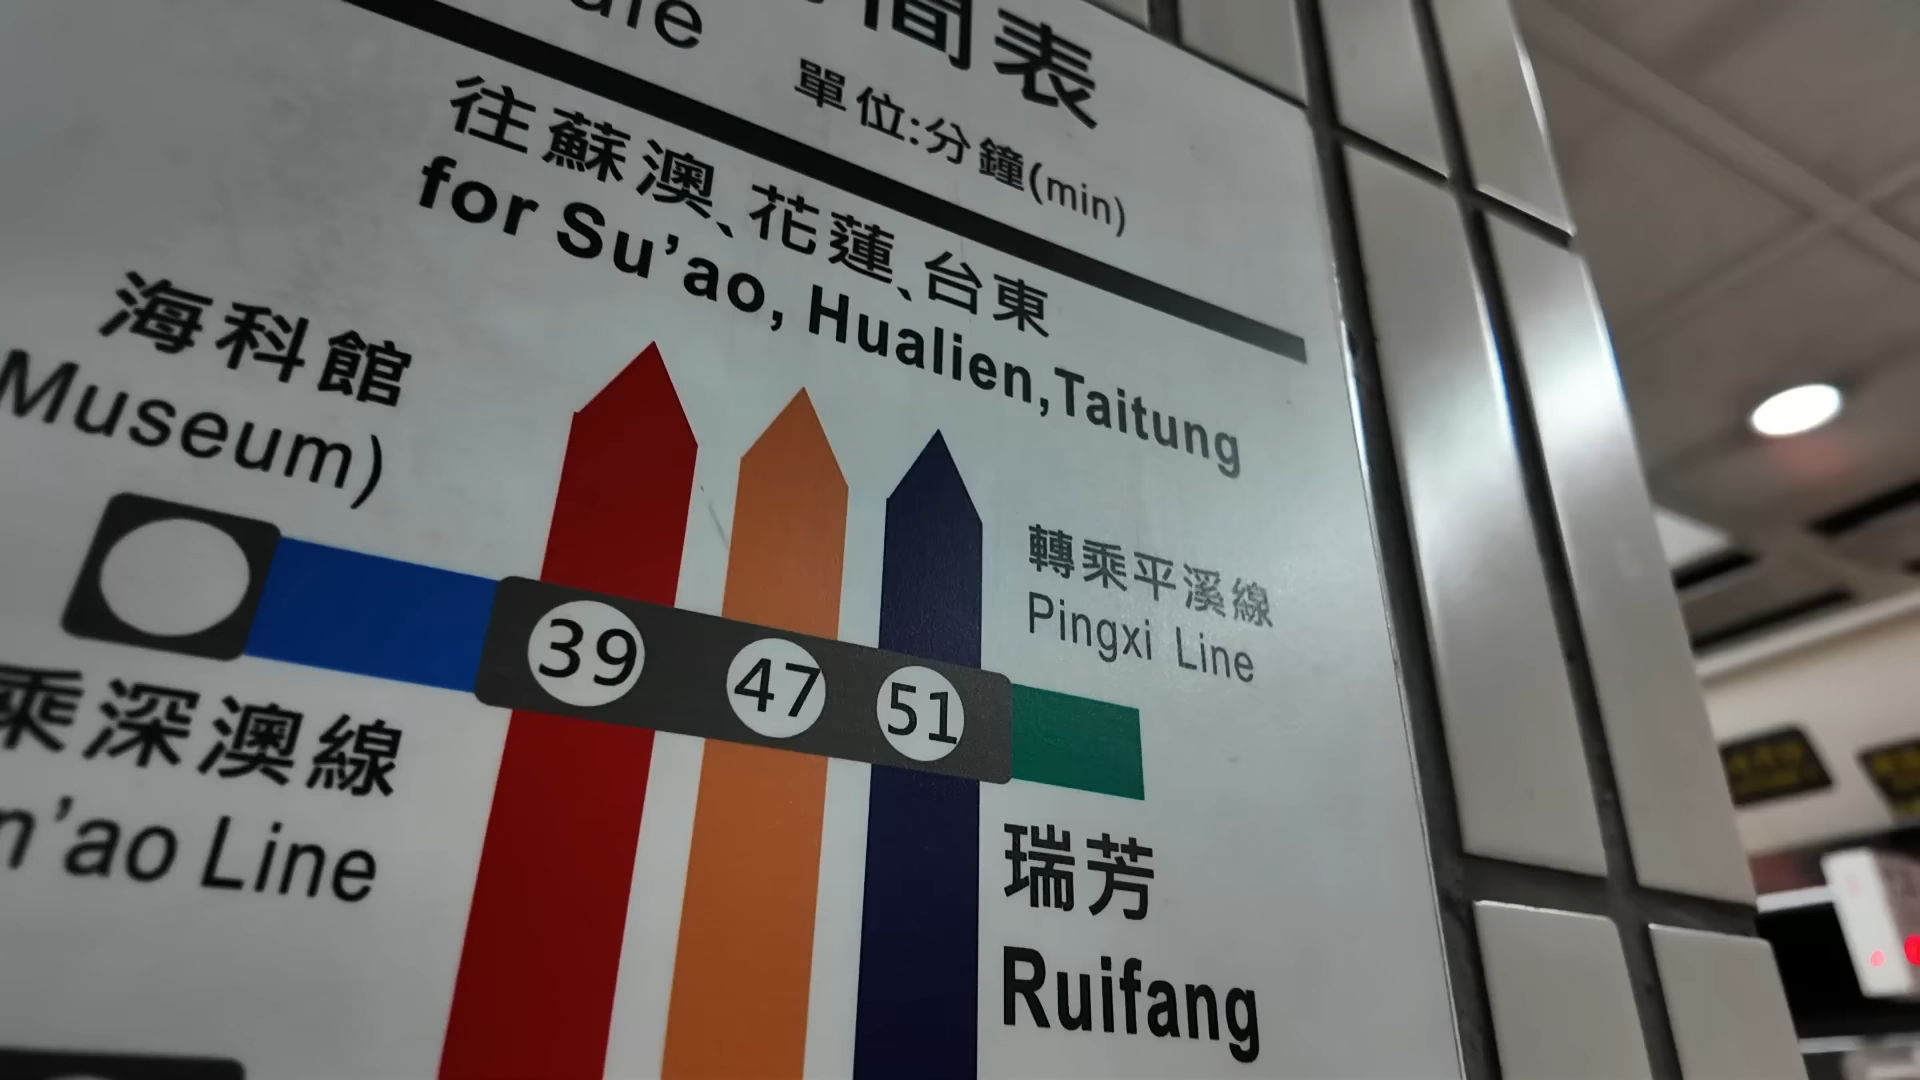 間表
單位:分鐘(min)
往蘇澳、花蓮、台東
for Su'ao, Hualien,Taitung
海科館
Museum)
轉乘平溪線
Pingxi Line
39 47 51
乘深澳線
n'ao Line
瑞芳
Ruifang